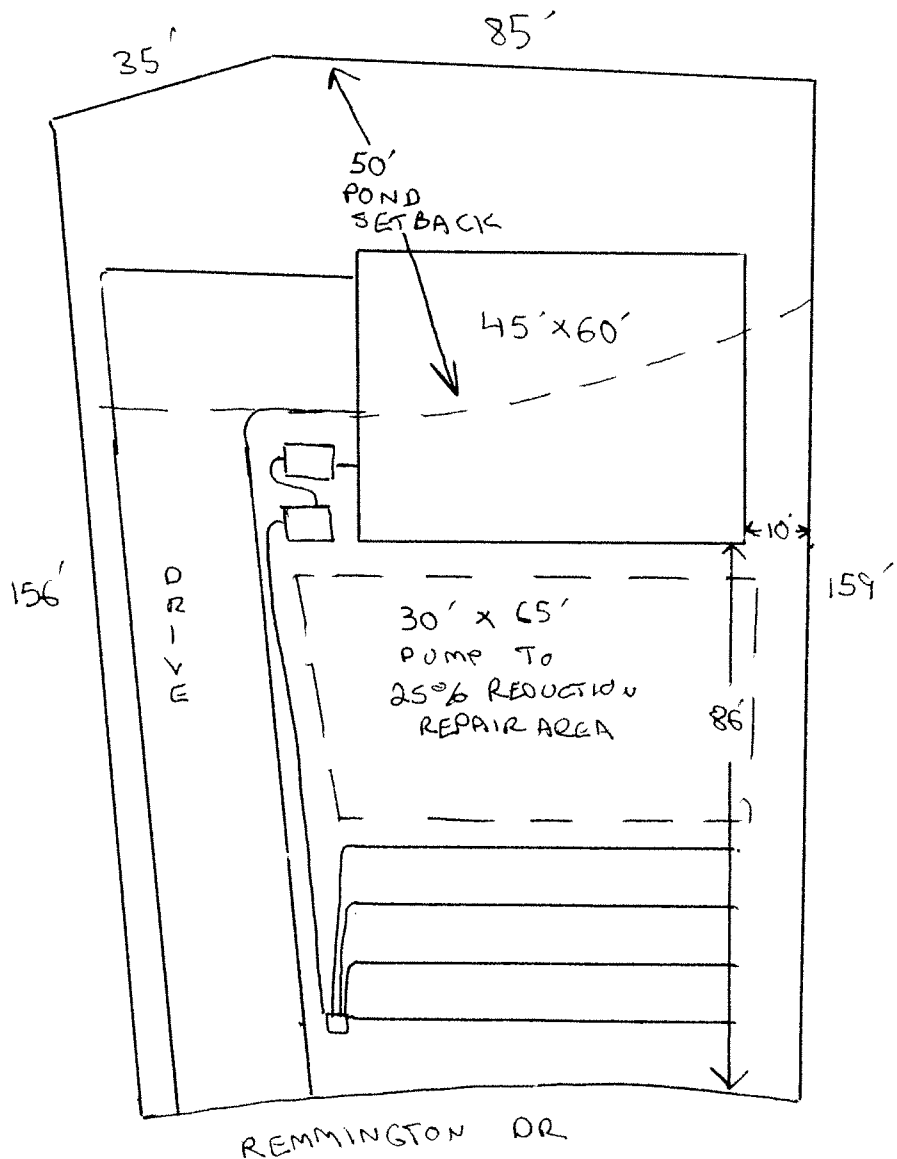 35'
85'
50'
POND
SETBACK
45' x 60'
10'
156'
159'
D
R
I
V
E
30' x 65'
PUMP TO
25% REDUCTION
REPAIR AREA
86'
REMMINGTON DR